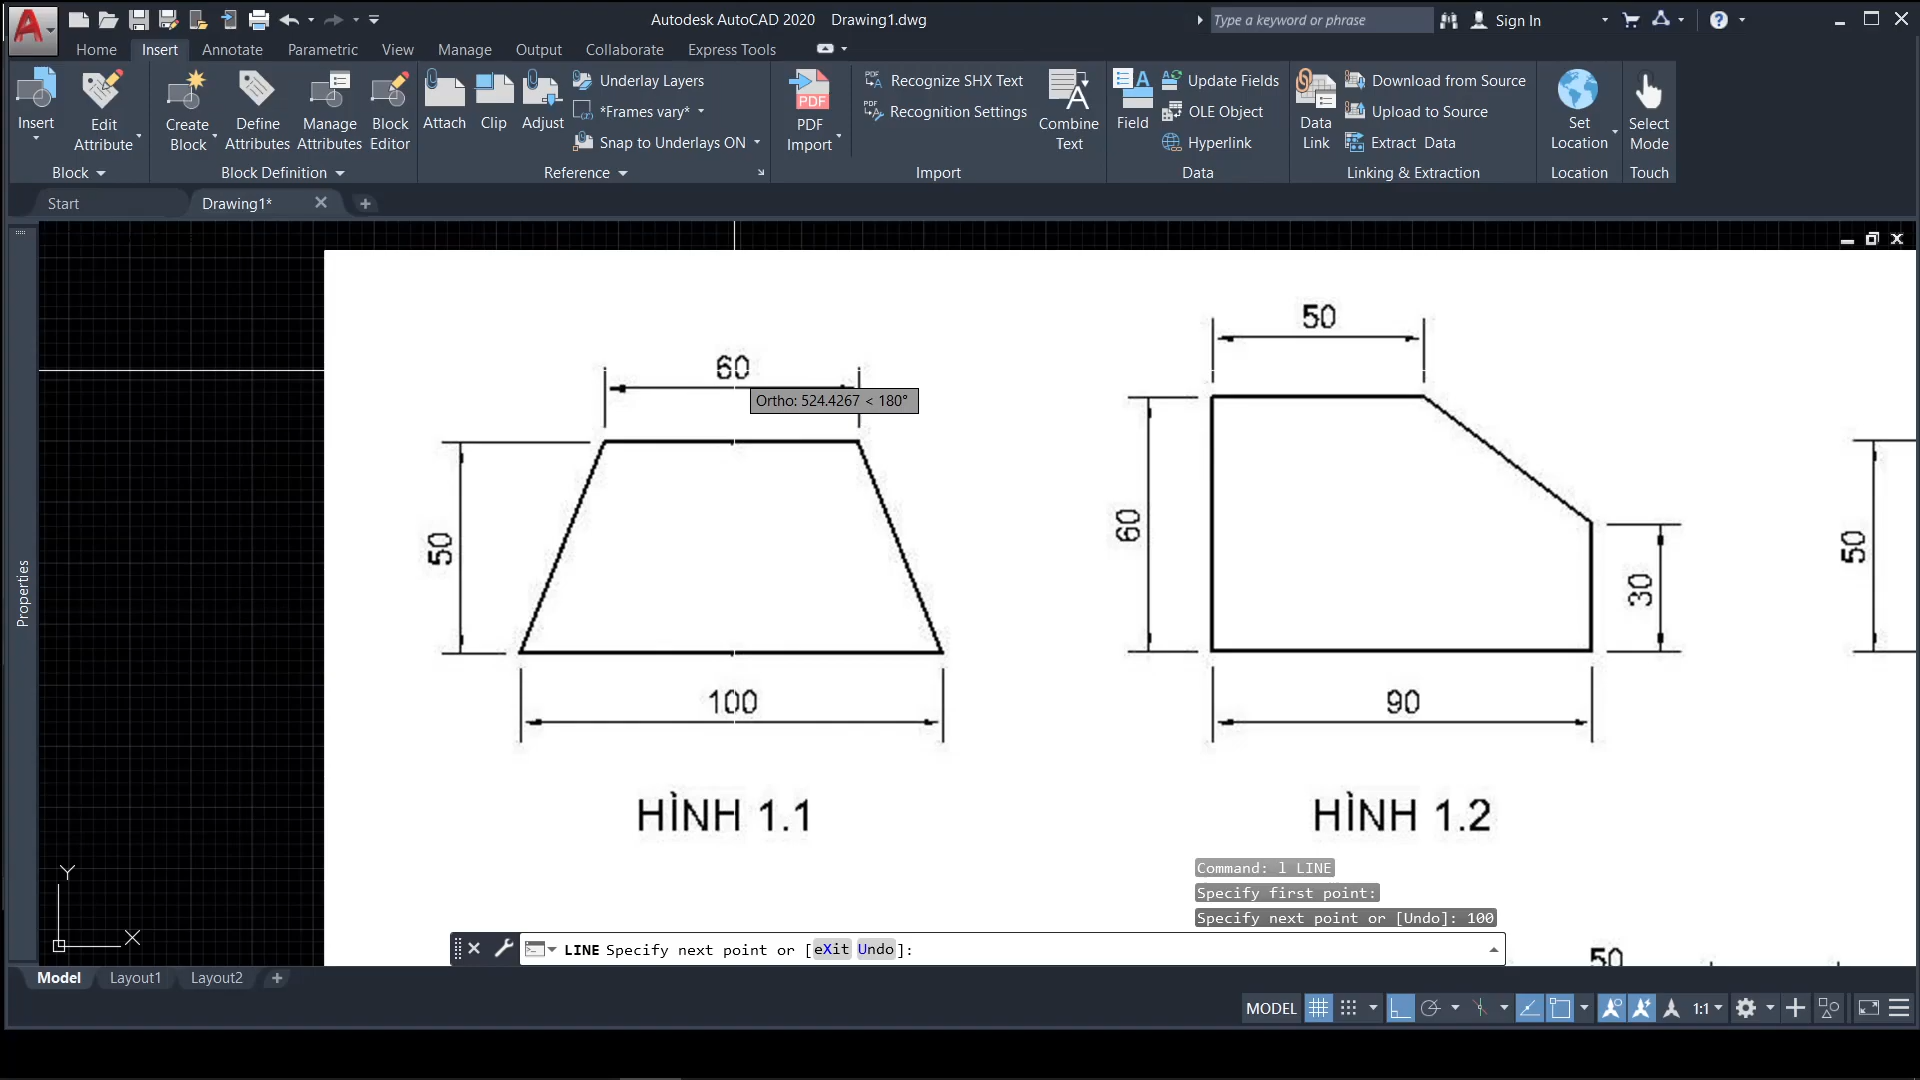 Autodesk AutoCAD 2020 Drawing1.dwg
Type a keyword or phrase
Sign In
Home Insert Annotate Parametric View Manage Output Collaborate Express Tools
Insert
Edit
Attribute
Block
Create
Block
Define
Attributes
Manage
Attributes
Block
Editor
Block Definition
Attach
Clip
Adjust
Underlay Layers
*Frames vary*
Snap to Underlays ON
Reference
PDF
PDF
Import
Recognize SHX Text
Recognition Settings
Combine
Text
Import
Field
Update Fields
OLE Object
Hyperlink
Data
Data
Link
Download from Source
Upload to Source
Extract Data
Linking & Extraction
Set
Location
Location
Select
Mode
Touch
Start
Drawing1*
Properties
60
Ortho: 524.4267 < 180°
50
100
HÌNH 1.1
50
60
30
90
HÌNH 1.2
50
50
Command: l LINE
Specify first point:
Specify next point or [Undo]: 100
LINE Specify next point or [eXit Undo]:
Y
X
Model Layout1 Layout2
MODEL
1:1